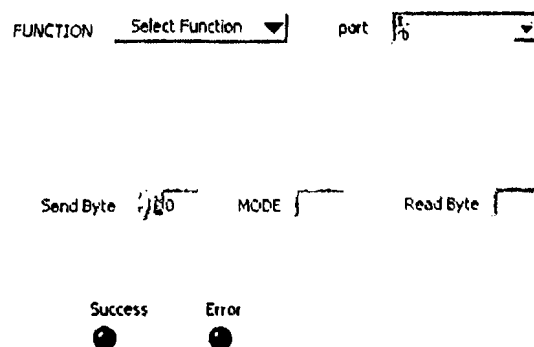 FUNCTION Select Function port
Send Byte MODE Read Byte
Success Error